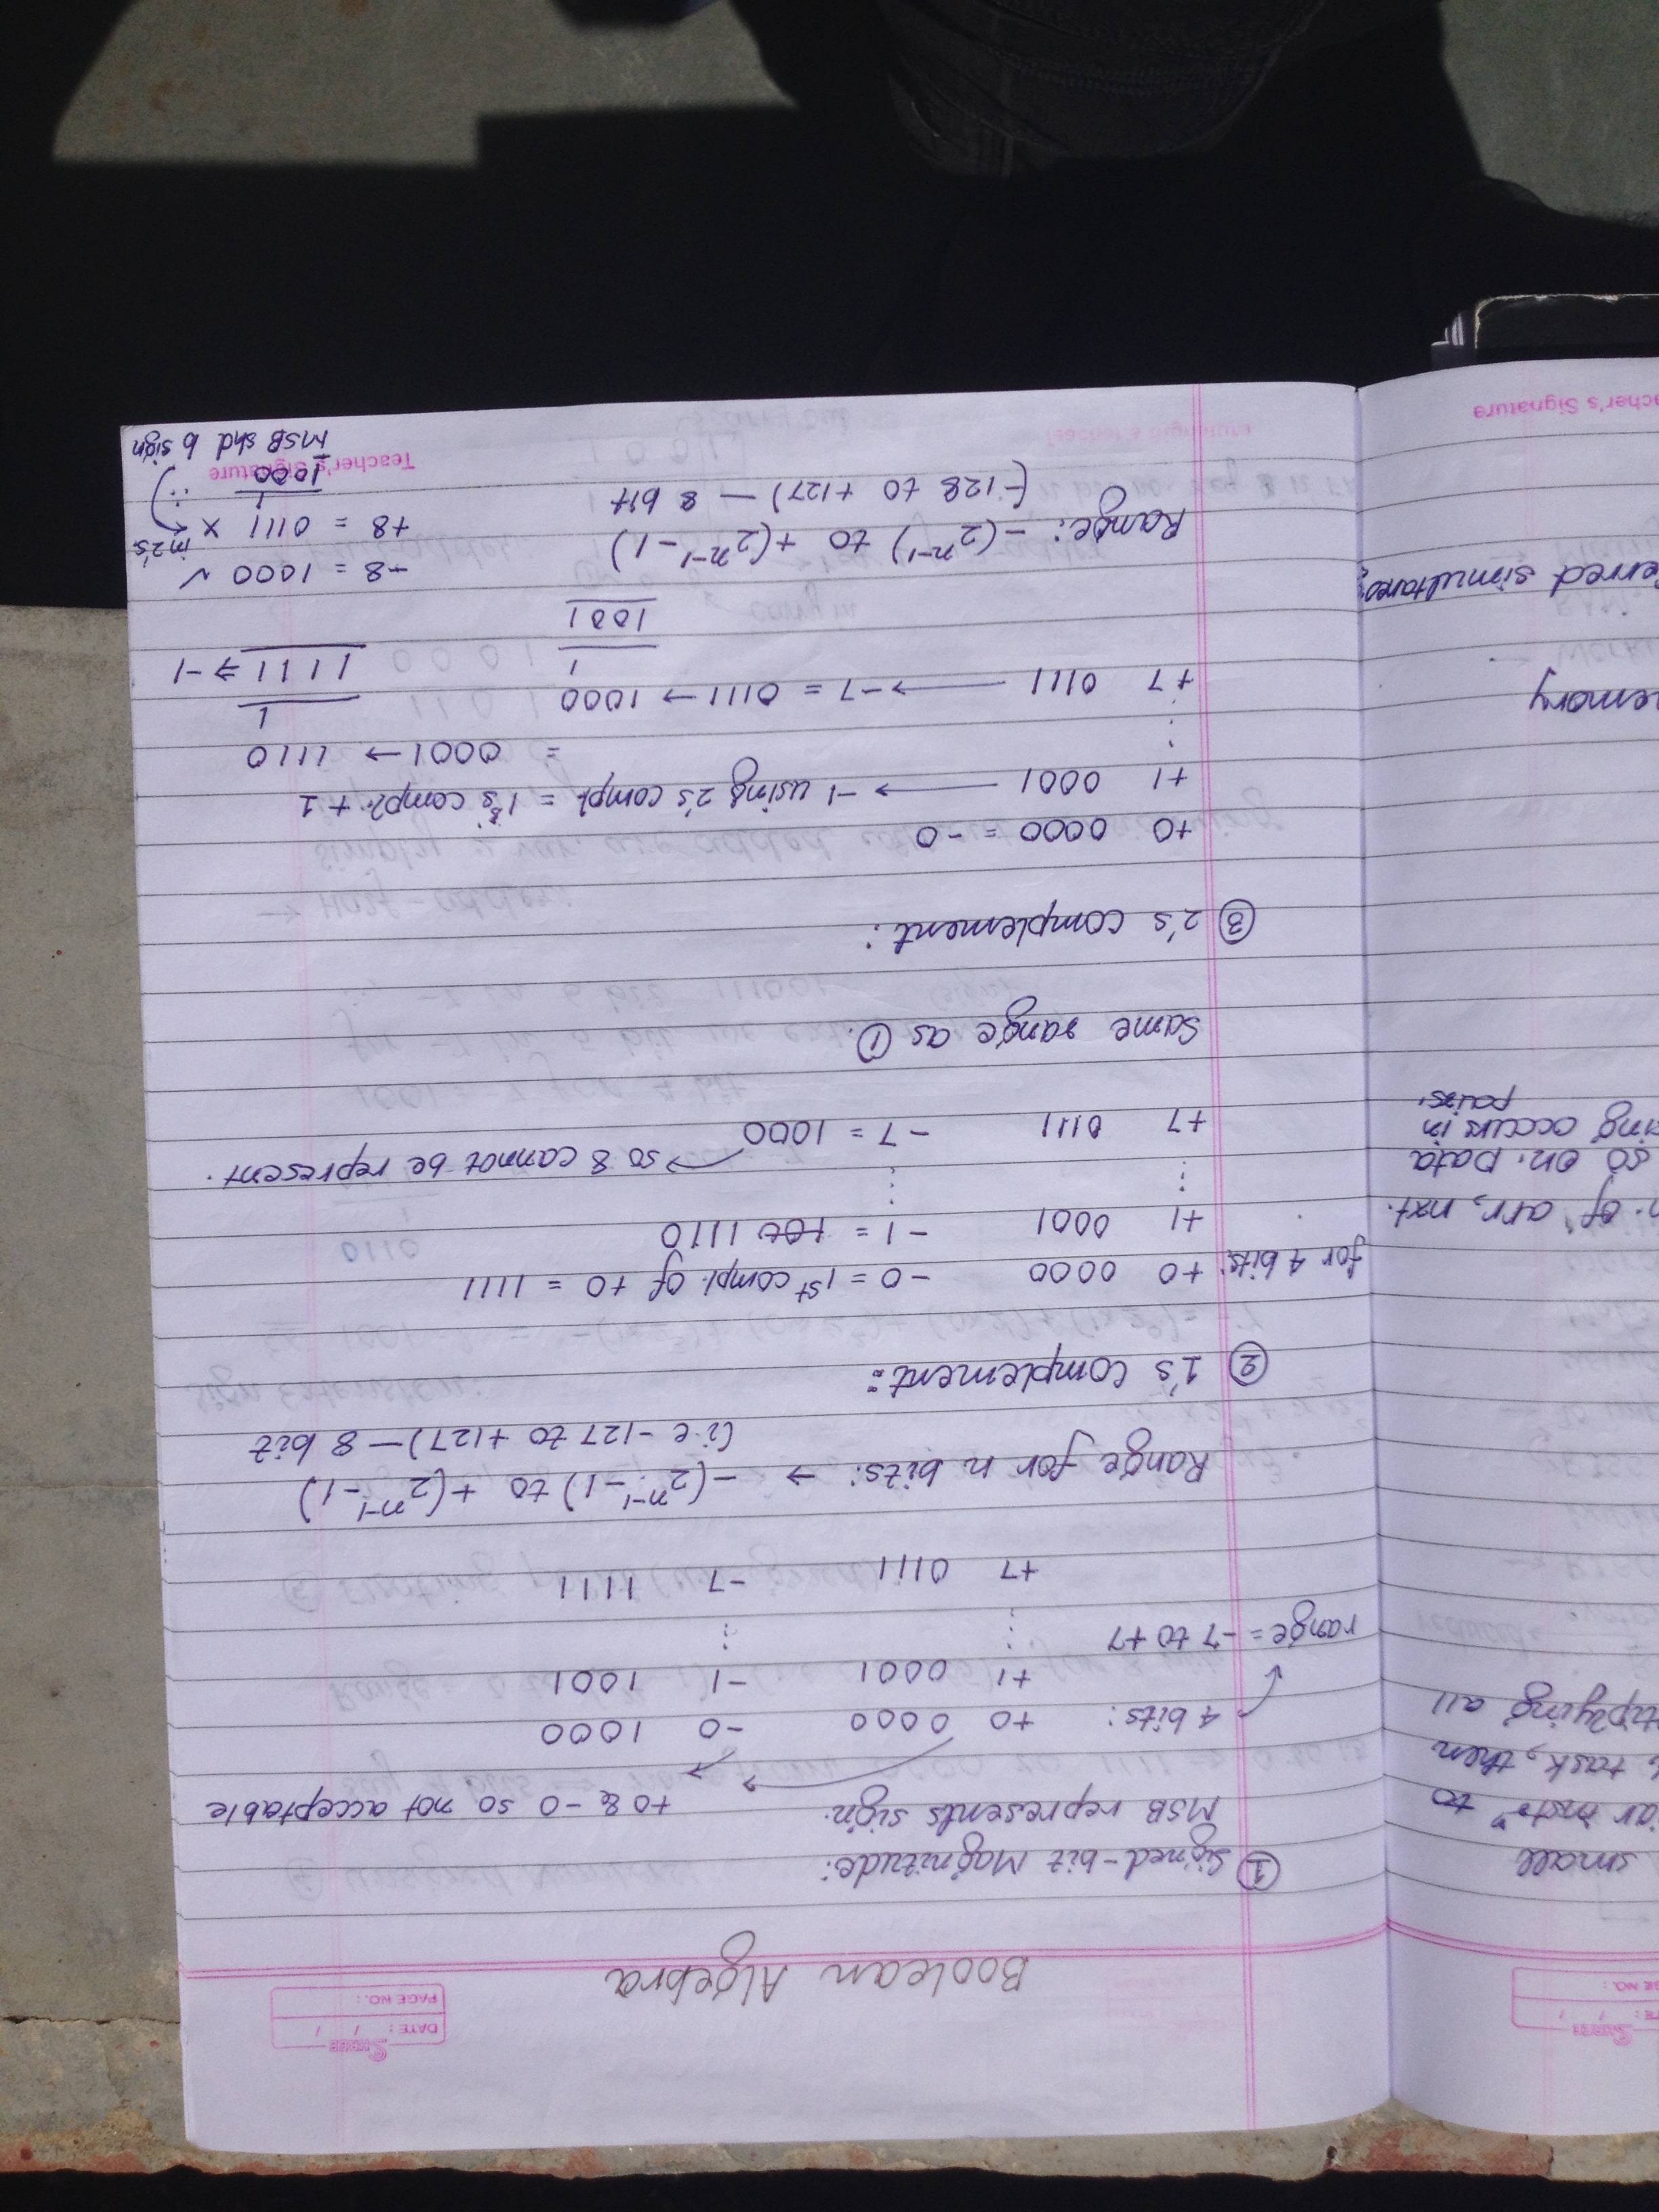 small
to
task, then
all
of arr, nxt.
so on. Data
occurs in
pairs.
simultaneo
Teacher's Signature
DATE: / /
PAGE NO.:
Boolean Algebra
① Signed-bit Magnitude:
MSB represents sign.
+0 & -0 so not acceptable
4 bits: +0 0000 -0 1000
+1 0001 -1 1001
range = -7 to +7 ⋮ ⋮
+7 0111 -7 1111
Range for n bits: → -(2^(n-1) - 1) to +(2^(n-1) - 1)
(i.e -127 to +127) — 8 bit
② 1's complement:
for 4 bits: +0 0000 -0 = 1st compl. of +0 = 1111
+1 0001 -1 = 100 1110
⋮ ⋮
→ so 8 cannot be represent.
+7 0111 -7 = 1000
Same range as ①.
③ 2's complement:
+0 0000 = -0
+1 0001 → -1 using 2's compl. = 1's compl. + 1
⋮ = 0001 → 1110
1
+7 0111 → -7 = 0111 → 1000
1 1111 ⇒ -1
1001
-8 = 1000 ✓
Range: -(2^(n-1)) to +(2^(n-1) - 1) +8 = 0111 × in 2's.
(-128 to +127) — 8 bit 1 ∴
1000
Teacher's Signature
MSB shd b sign